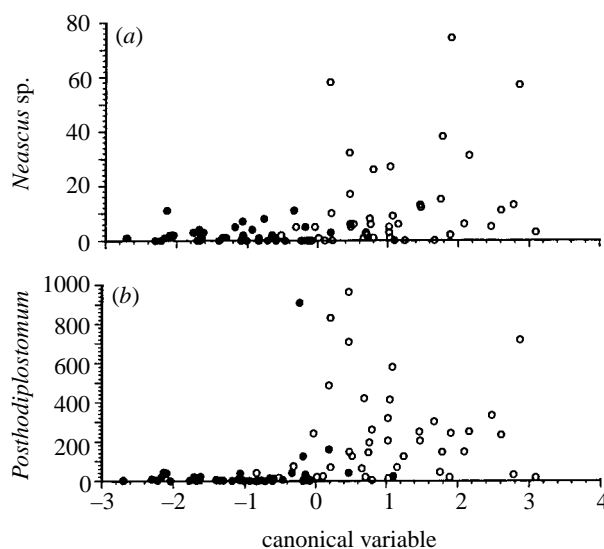 80
(a)
60
40
20
0
Neascus sp.
1000
(b)
800
600
400
200
0
Posthodiplostomum
–3 –2 –1 0 1 2 3 4
canonical variable